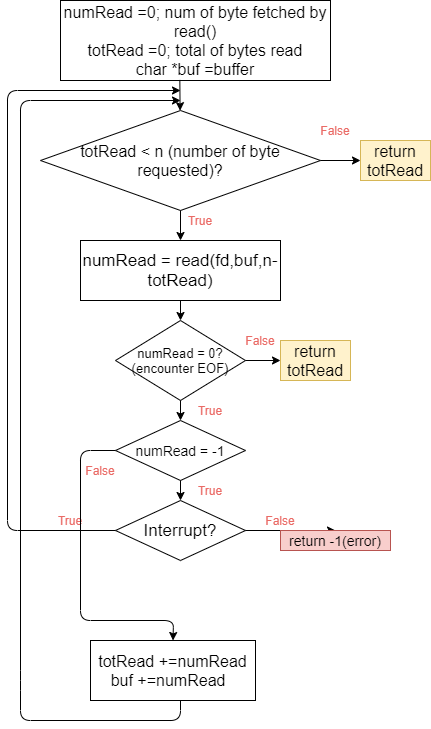 numRead =0; num of byte fetched by
read()
totRead =0; total of bytes read
char *buf =buffer
False
totRead < n (number of byte
requested)?
return
totRead
True
numRead = read(fd,buf,n-
totRead)
False
numRead = 0?
(encounter EOF)
return
totRead
True
numRead = -1
False
True
True
Interrupt?
False
return -1(error)
totRead +=numRead
buf +=numRead